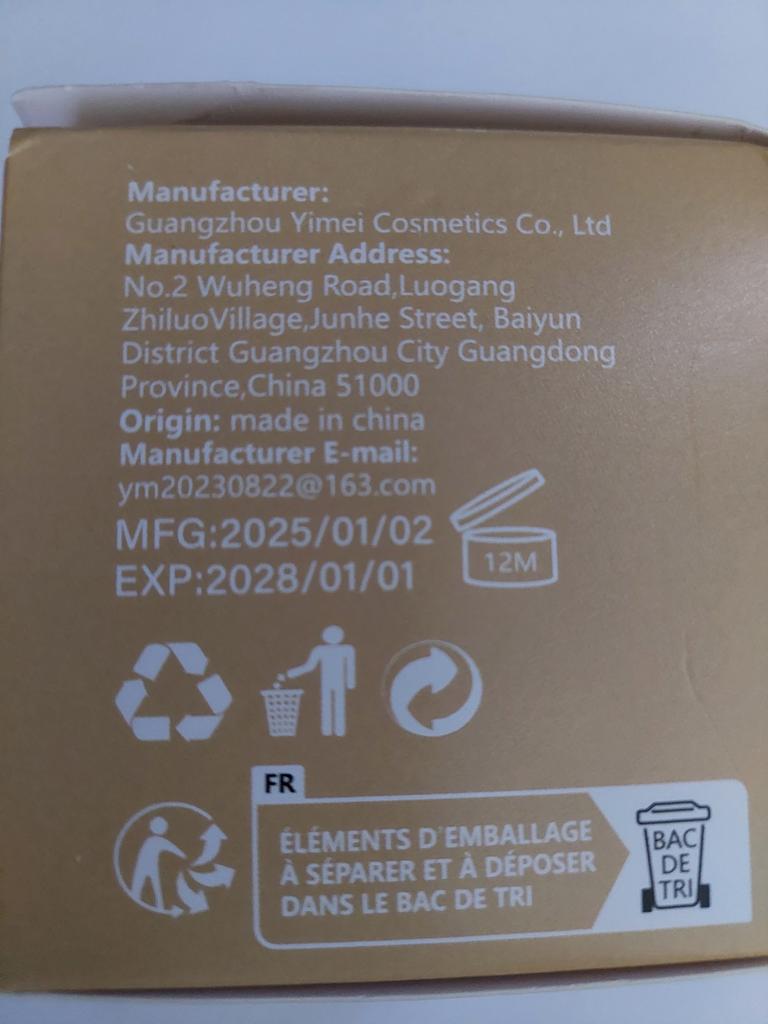 Manufacturer:
Guangzhou Yimei Cosmetics Co., Ltd
Manufacturer Address:
No.2 Wuheng Road,Luogang
ZhiluoVillage,Junhe Street, Baiyun
District Guangzhou City Guangdong
Province,China 51000
Origin: made in china
Manufacturer E-mail:
ym20230822@163.com
MFG:2025/01/02
EXP:2028/01/01
12M
FR
ÉLÉMENTS D'EMBALLAGE
À SÉPARER ET À DÉPOSER
DANS LE BAC DE TRI
BAC
DE
TRI